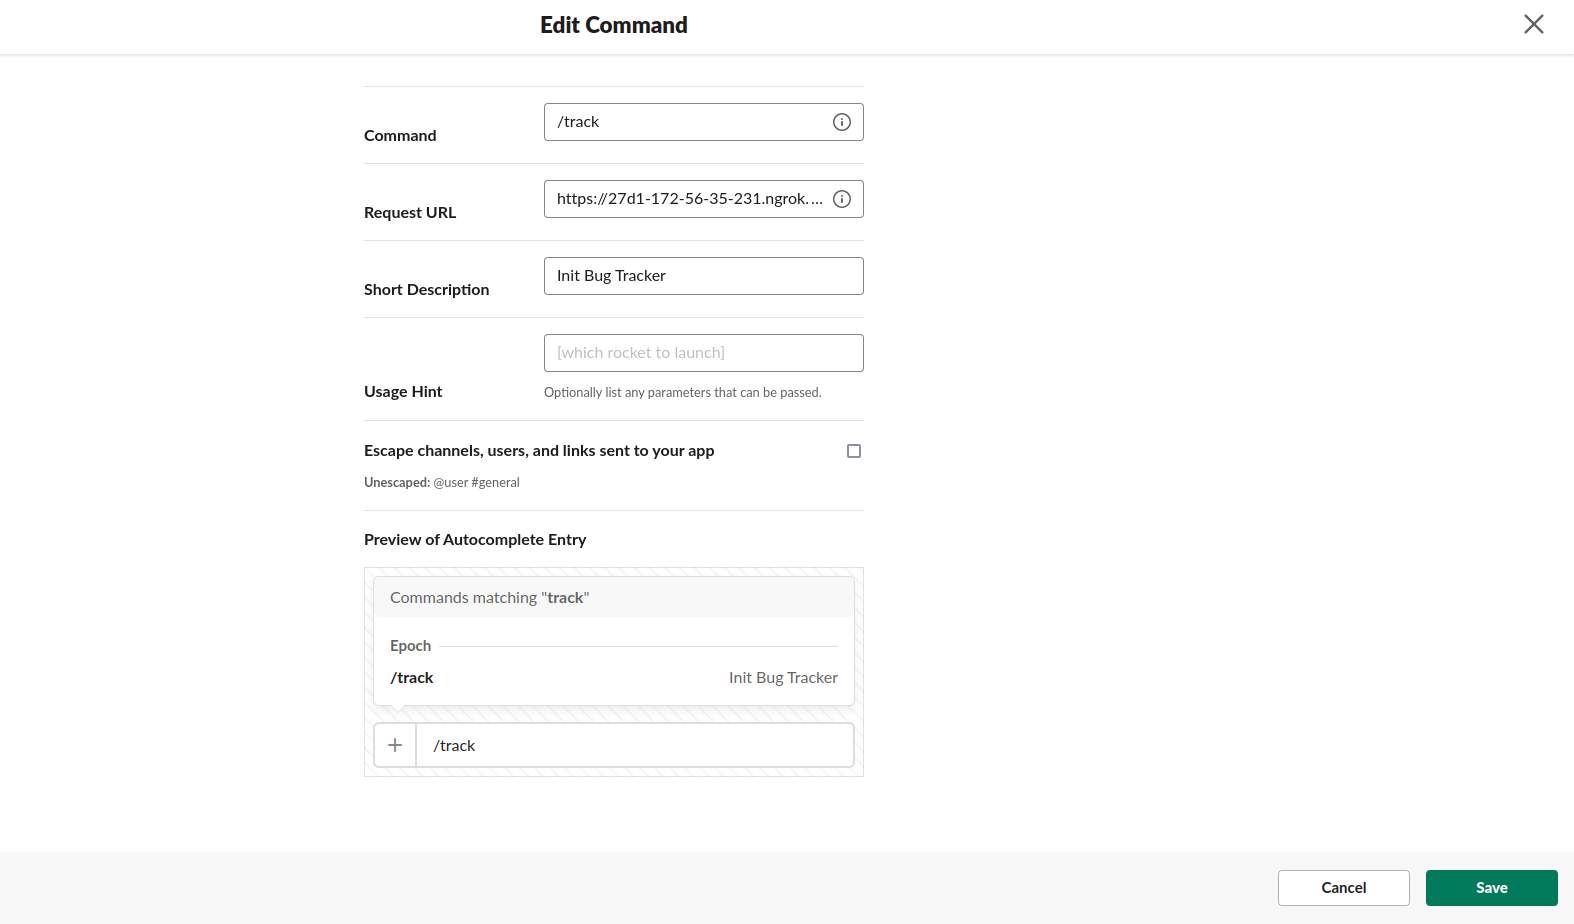 Edit Command
Command
/track
Request URL
https://27d1-172-56-35-231.ngrok....
Short Description
Init Bug Tracker
Usage Hint
[which rocket to launch]
Optionally list any parameters that can be passed.
Escape channels, users, and links sent to your app
Unescaped: @user #general
Preview of Autocomplete Entry
Commands matching "track"
Epoch
/track Init Bug Tracker
/track
Cancel Save